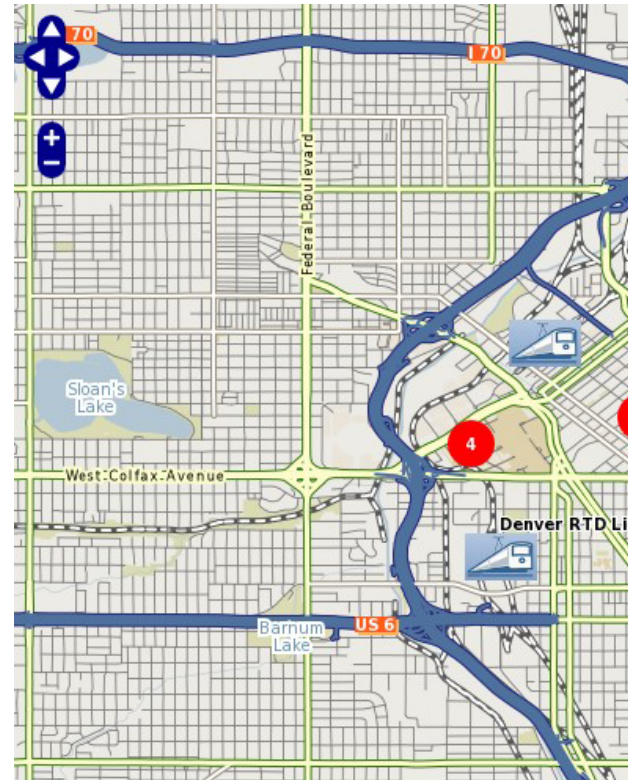 70
I 70
Federal Boulevard
Sloan's
Lake
4
West Colfax Avenue
Denver RTD Li
US 6
Barnum
Lake